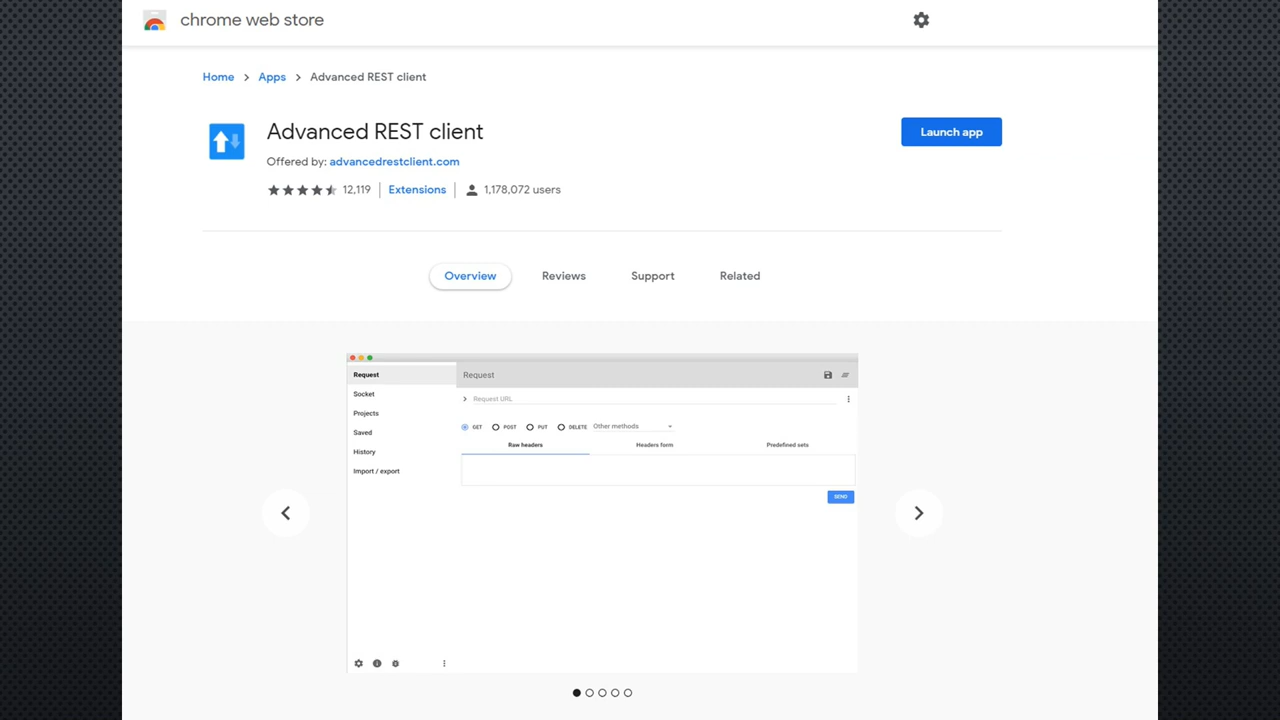 chrome web store
Home > Apps > Advanced REST client
Advanced REST client
Launch app
Offered by: advancedrestclient.com
12,119 | Extensions | 1,178,072 users
Overview Reviews Support Related
Request
Request
Socket
Request URL
Projects
GET POST PUT DELETE Other methods
Saved
Raw headers Headers form Predefined sets
History
Import / export
SEND